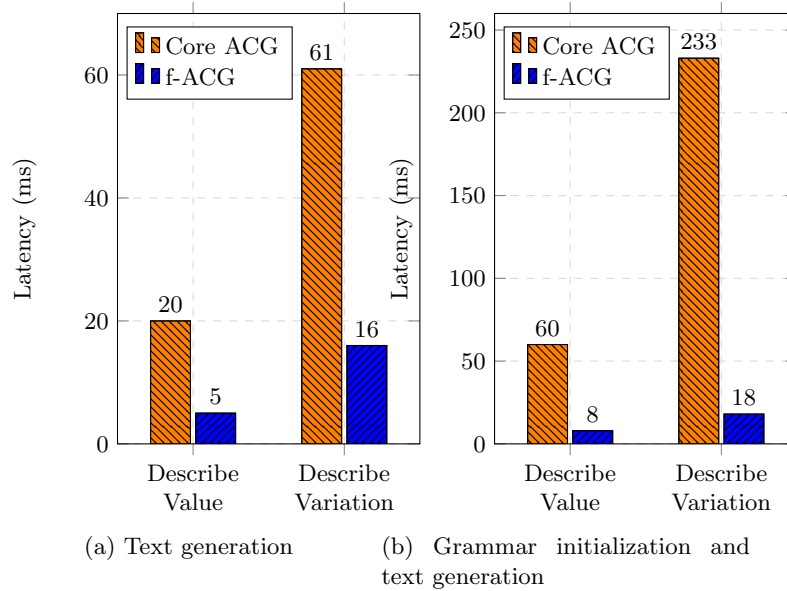 Core ACG
f-ACG
Latency (ms)
60
40
20
0
20
5
61
16
Describe
Value
Describe
Variation
(a) Text generation
Core ACG
f-ACG
Latency (ms)
250
200
150
100
50
0
60
8
233
18
Describe
Value
Describe
Variation
(b) Grammar initialization and
text generation